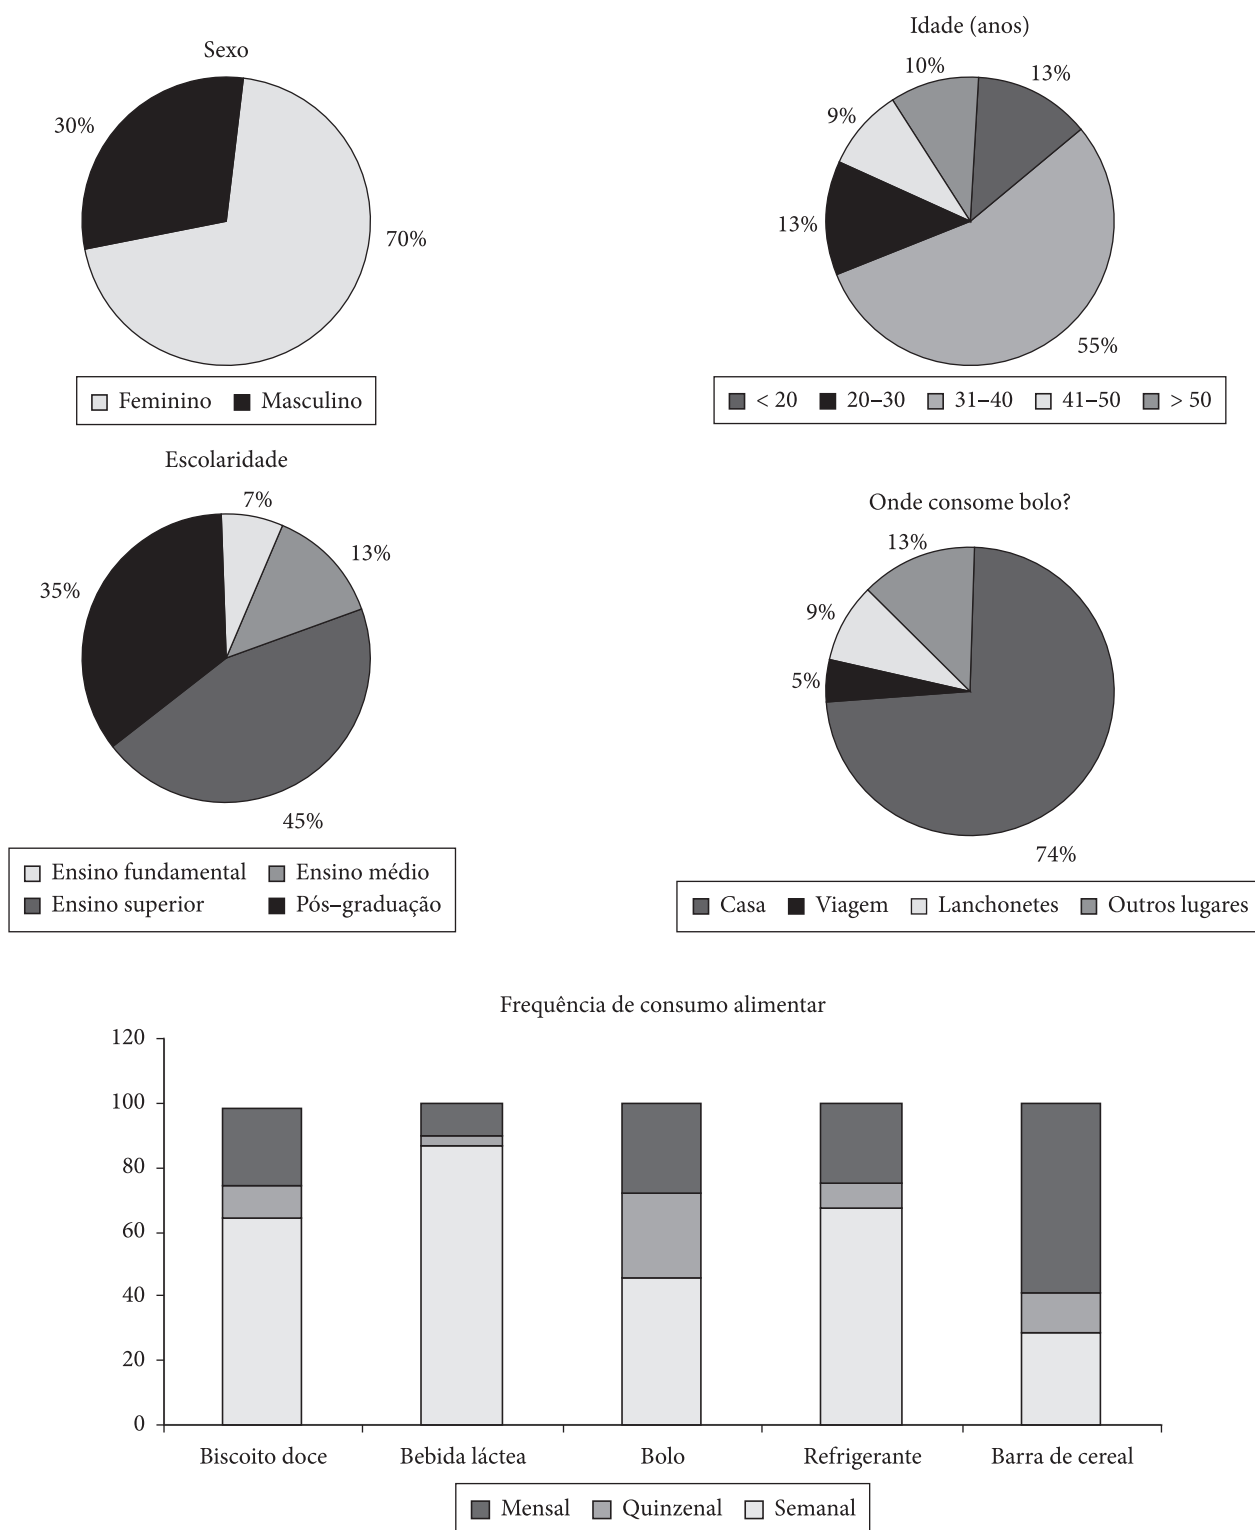 Sexo
30%
70%
Feminino Masculino
Idade (anos)
10%
13%
9%
13%
55%
< 20 20–30 31–40 41–50 > 50
Escolaridade
7%
13%
35%
45%
Ensino fundamental Ensino médio
Ensino superior Pós–graduação
Onde consome bolo?
13%
9%
5%
74%
Casa Viagem Lanchonetes Outros lugares
Frequência de consumo alimentar
120
100
80
60
40
20
0
Biscoito doce Bebida láctea Bolo Refrigerante Barra de cereal
Mensal Quinzenal Semanal